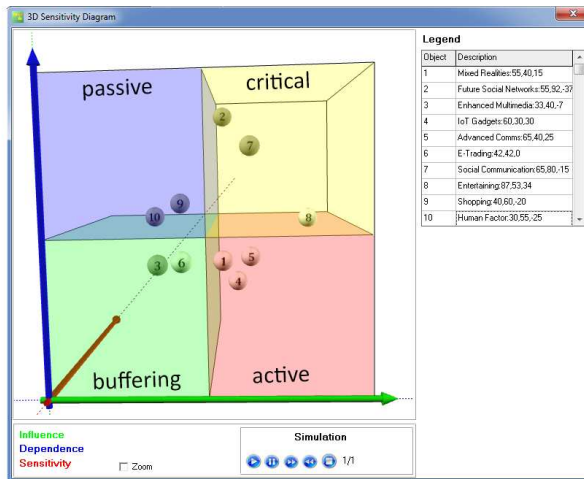 3D Sensitivity Diagram
passive
critical
2
7
9
10
8
3
6
1
5
4
buffering
active
Legend
Object Description
1 Mixed Realities:55,40,15
2 Future Social Networks:55,92,-37
3 Enhanced Multimedia:33,40,-7
4 IoT Gadgets:60,30,30
5 Advanced Comms:65,40,25
6 E-Trading:42,42,0
7 Social Communication:65,80,-15
8 Entertaining:87,53,34
9 Shopping:40,60,-20
10 Human Factor:30,55,-25
Influence
Dependence
Sensitivity
Zoom
Simulation
1/1